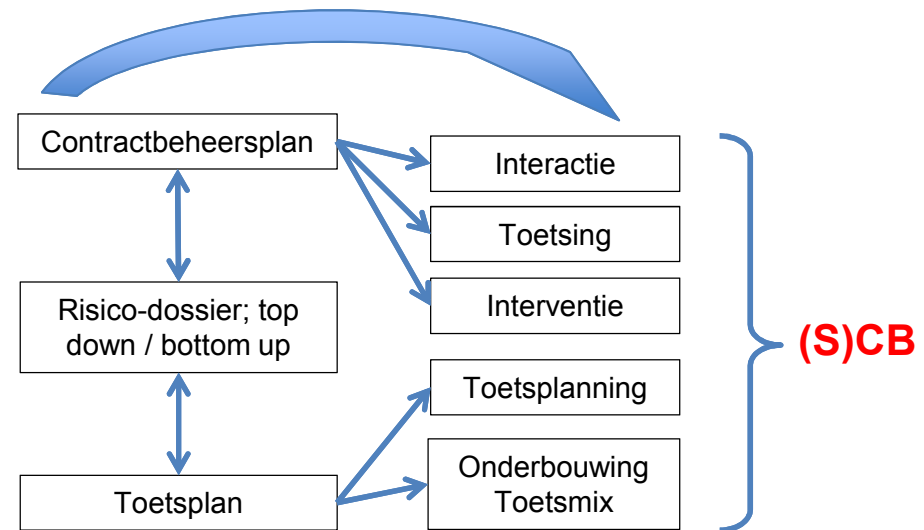 Contractbeheersplan
Interactie
Toetsing
Risico-dossier; top
down / bottom up
Interventie
(S)CB
Toetsplanning
Toetsplan
Onderbouwing
Toetsmix